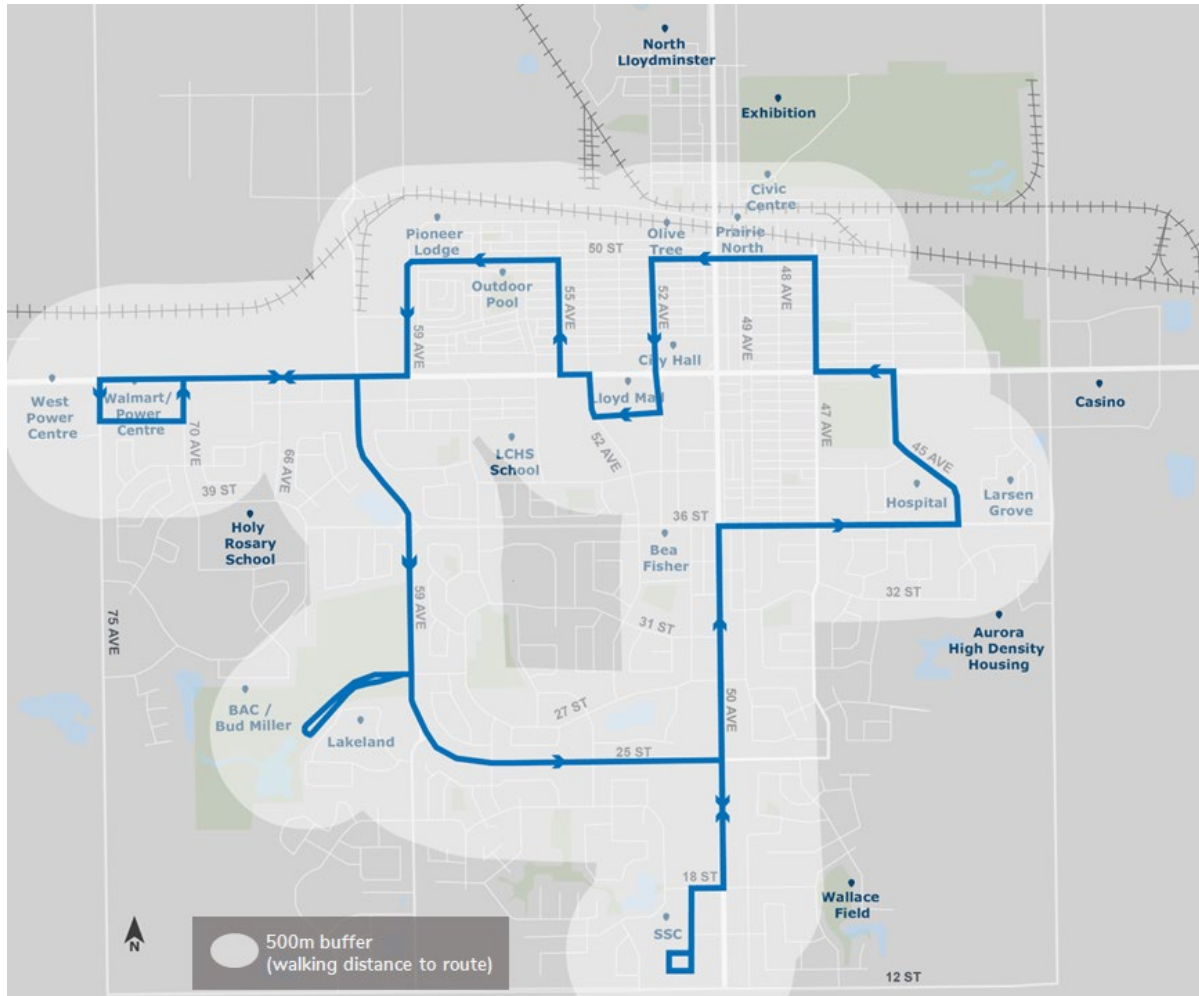 North
Lloydminster
Exhibition
Civic
Centre
Pioneer
Lodge
Olive
Tree
Prairie
North
50 ST
Outdoor
Pool
48 AVE
55 AVE
52 AVE
59 AVE
49 AVE
City Hall
West
Power
Centre
Walmart/
Power
Centre
Lloyd Mall
Casino
47 AVE
70 AVE
66 AVE
LCHS
School
52 AVE
45 AVE
39 ST
Hospital
Larsen
Grove
Holy
Rosary
School
36 ST
Bea
Fisher
32 ST
59 AVE
75 AVE
31 ST
Aurora
High Density
Housing
BAC /
Bud Miller
27 ST
50 AVE
Lakeland
25 ST
18 ST
Wallace
Field
SSC
N
500m buffer
(walking distance to route)
12 ST